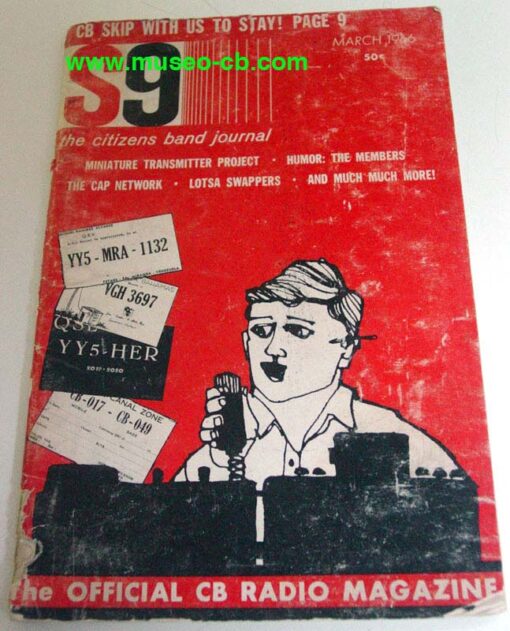 CB SKIP WITH US TO STAY! PAGE 9
MARCH 1966
www.museo-cb.com
50¢
S9
the citizens band journal
MINIATURE TRANSMITTER PROJECT · HUMOR: THE MEMBERS
THE CAP NETWORK · LOTSA SWAPPERS · AND MUCH MUCH MORE!
YY5 - MRA - 1132
VENEZUELA
BAHAMAS
VGH 3697
QSL
YY5-HER
CANAL ZONE
CB-017 - CB-049
The OFFICIAL CB RADIO MAGAZINE